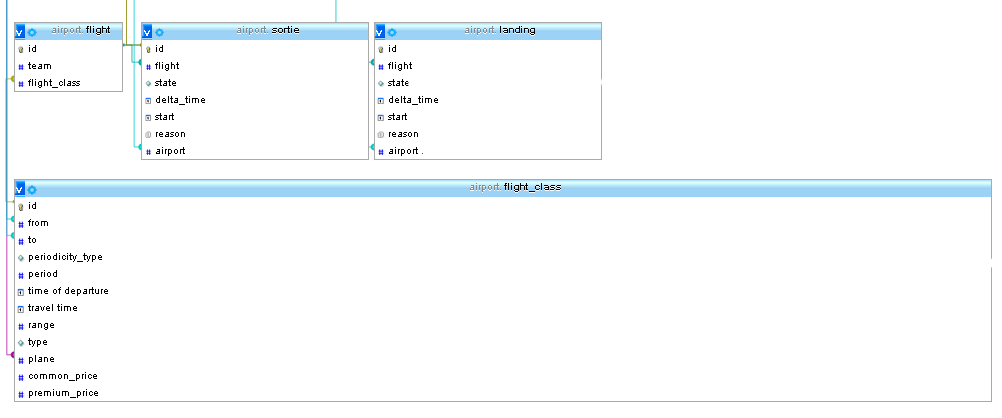 airport. flight
id
team
flight_class
airport. sortie
id
flight
state
delta_time
start
reason
airport
airport. landing
id
flight
state
delta_time
start
reason
airport .
airport. flight_class
id
from
to
periodicity_type
period
time of departure
travel time
range
type
plane
common_price
premium_price